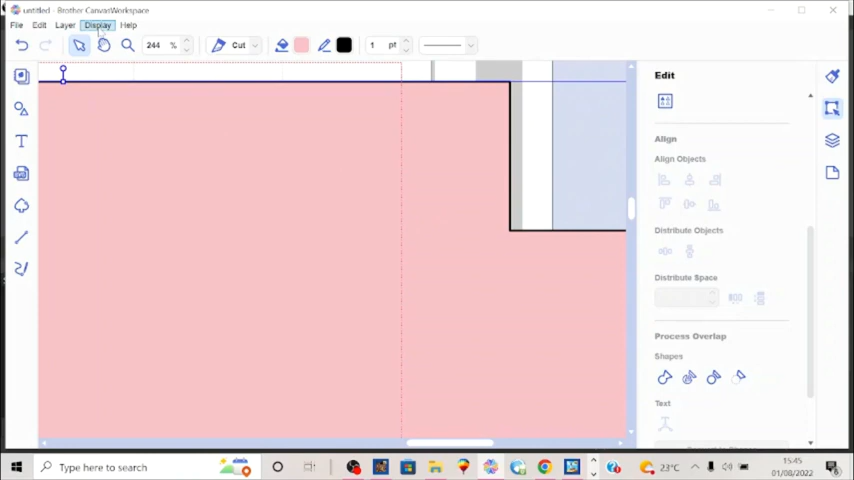 untitled - Brother CanvasWorkspace
File Edit Layer Display Help
244 % Cut 1 pt
Edit
Align
Align Objects
Distribute Objects
Distribute Space
Process Overlap
Shapes
Text
Type here to search
23°C
15:45
01/08/2022